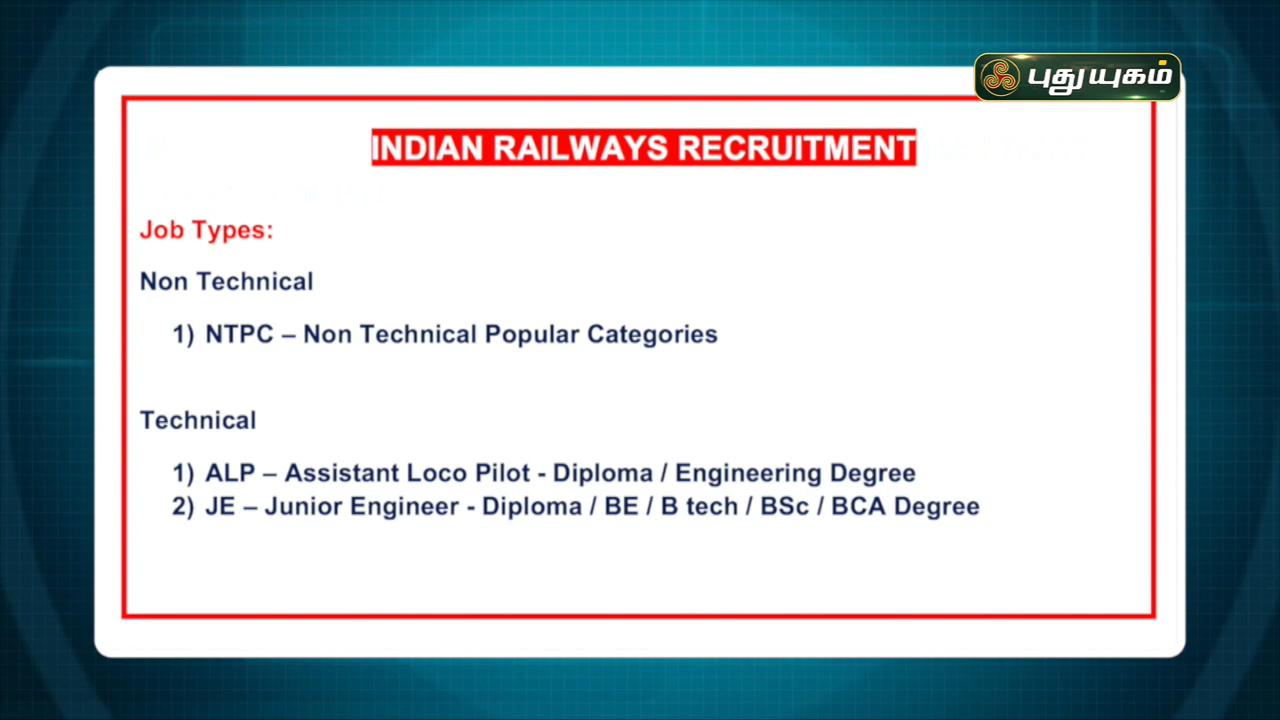 புதுயுகம்
INDIAN RAILWAYS RECRUITMENT
Job Types:
Non Technical
1) NTPC – Non Technical Popular Categories
Technical
1) ALP – Assistant Loco Pilot - Diploma / Engineering Degree
2) JE – Junior Engineer - Diploma / BE / B tech / BSc / BCA Degree